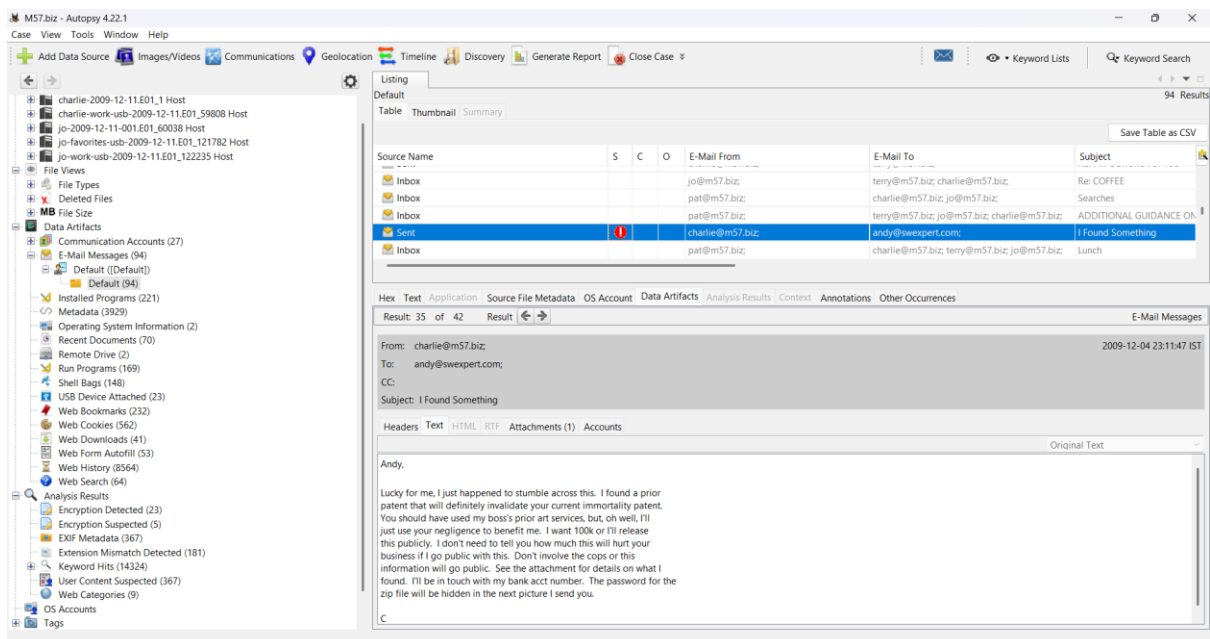 M57.biz - Autopsy 4.22.1
Case View Tools Window Help
Add Data Source Images/Videos Communications Geolocation Timeline Discovery Generate Report Close Case Keyword Lists Keyword Search
charlie-2009-12-11.E01_1 Host
charlie-work-usb-2009-12-11.E01_59808 Host
jo-2009-12-11-001.E01_60038 Host
jo-favorites-usb-2009-12-11.E01_121782 Host
jo-work-usb-2009-12-11.E01_122235 Host
File Views
File Types
Deleted Files
MB File Size
Data Artifacts
Communication Accounts (27)
E-Mail Messages (94)
Default ([Default])
Default (94)
Installed Programs (221)
Metadata (3929)
Operating System Information (2)
Recent Documents (70)
Remote Drive (2)
Run Programs (169)
Shell Bags (148)
USB Device Attached (23)
Web Bookmarks (232)
Web Cookies (562)
Web Downloads (41)
Web Form Autofill (53)
Web History (8564)
Web Search (64)
Analysis Results
Encryption Detected (23)
Encryption Suspected (5)
EXIF Metadata (367)
Extension Mismatch Detected (181)
Keyword Hits (14324)
User Content Suspected (367)
Web Categories (9)
OS Accounts
Tags
Listing
Default 94 Results
Table Thumbnail Summary
Save Table as CSV
Source Name S C O E-Mail From E-Mail To Subject
Inbox jo@m57.biz; terry@m57.biz; charlie@m57.biz; Re: COFFEE
Inbox pat@m57.biz; charlie@m57.biz; jo@m57.biz; Searches
Inbox pat@m57.biz; terry@m57.biz; jo@m57.biz; charlie@m57.biz; ADDITIONAL GUIDANCE ON
Sent charlie@m57.biz; andy@swexpert.com; I Found Something
Inbox pat@m57.biz; charlie@m57.biz; terry@m57.biz; jo@m57.biz; Lunch
Hex Text Application Source File Metadata OS Account Data Artifacts Analysis Results Context Annotations Other Occurrences
Result: 35 of 42 Result E-Mail Messages
From: charlie@m57.biz; 2009-12-04 23:11:47 IST
To: andy@swexpert.com;
CC:
Subject: I Found Something
Headers Text HTML RTF Attachments (1) Accounts
Original Text
Andy,
Lucky for me, I just happened to stumble across this. I found a prior
patent that will definitely invalidate your current immortality patent.
You should have used my boss's prior art services, but, oh well, I'll
just use your negligence to benefit me. I want 100k or I'll release
this publicly. I don't need to tell you how much this will hurt your
business if I go public with this. Don't involve the cops or this
information will go public. See the attachment for details on what I
found. I'll be in touch with my bank acct number. The password for the
zip file will be hidden in the next picture I send you.
C